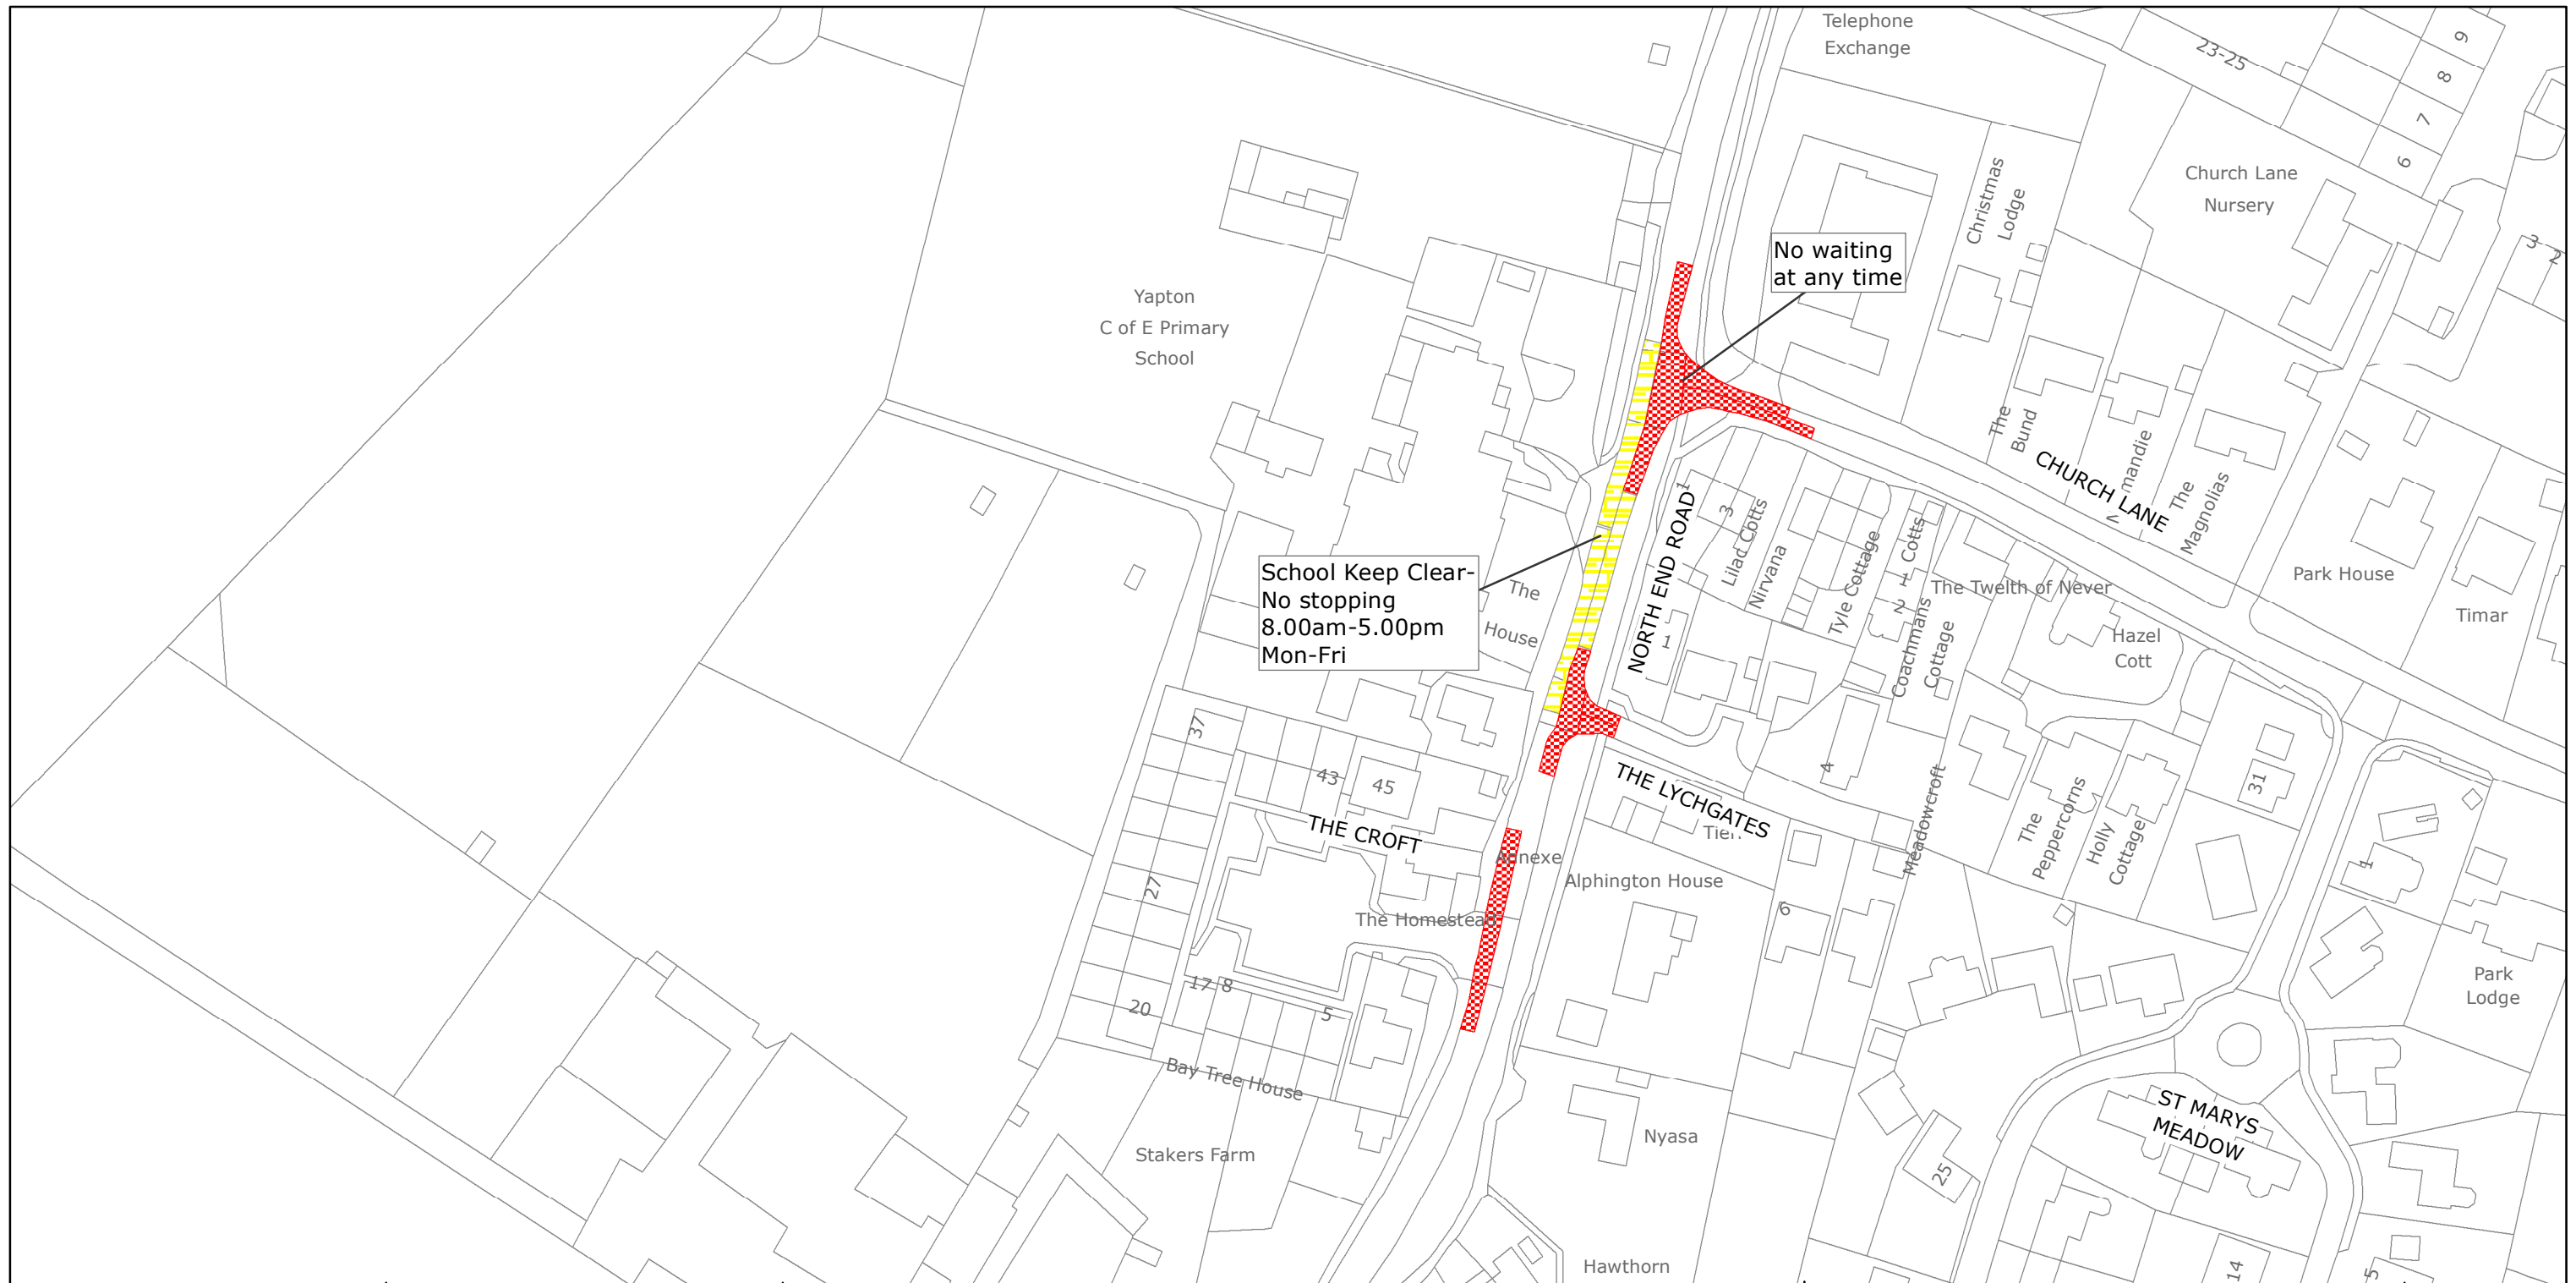 Telephone
Exchange
23-25
9
8
7
6
Church Lane
Nursery
3
2
Christmas
Lodge
No waiting
at any time
Yapton
C of E Primary
School
The
Bund
CHURCH LANE
mandie
The
Magnolias
Park House
Timar
School Keep Clear-
No stopping
8.00am-5.00pm
Mon-Fri
The
House
NORTH END ROAD
1
3
Lilad Cotts
Nirvana
1
Tyle Cottage
1
2
Cotts
Coachmans
Cottage
The Twelth of Never
Hazel
Cott
37
43
45
THE CROFT
27
THE LYCHGATES
4
Meadowcroft
The
Peppercorns
Holly
Cottage
31
1
Annexe
Alphington House
The Homestead
6
17
8
20
5
Park
Lodge
Bay Tree House
Stakers Farm
Nyasa
25
ST MARYS
MEADOW
Hawthorn
14
5